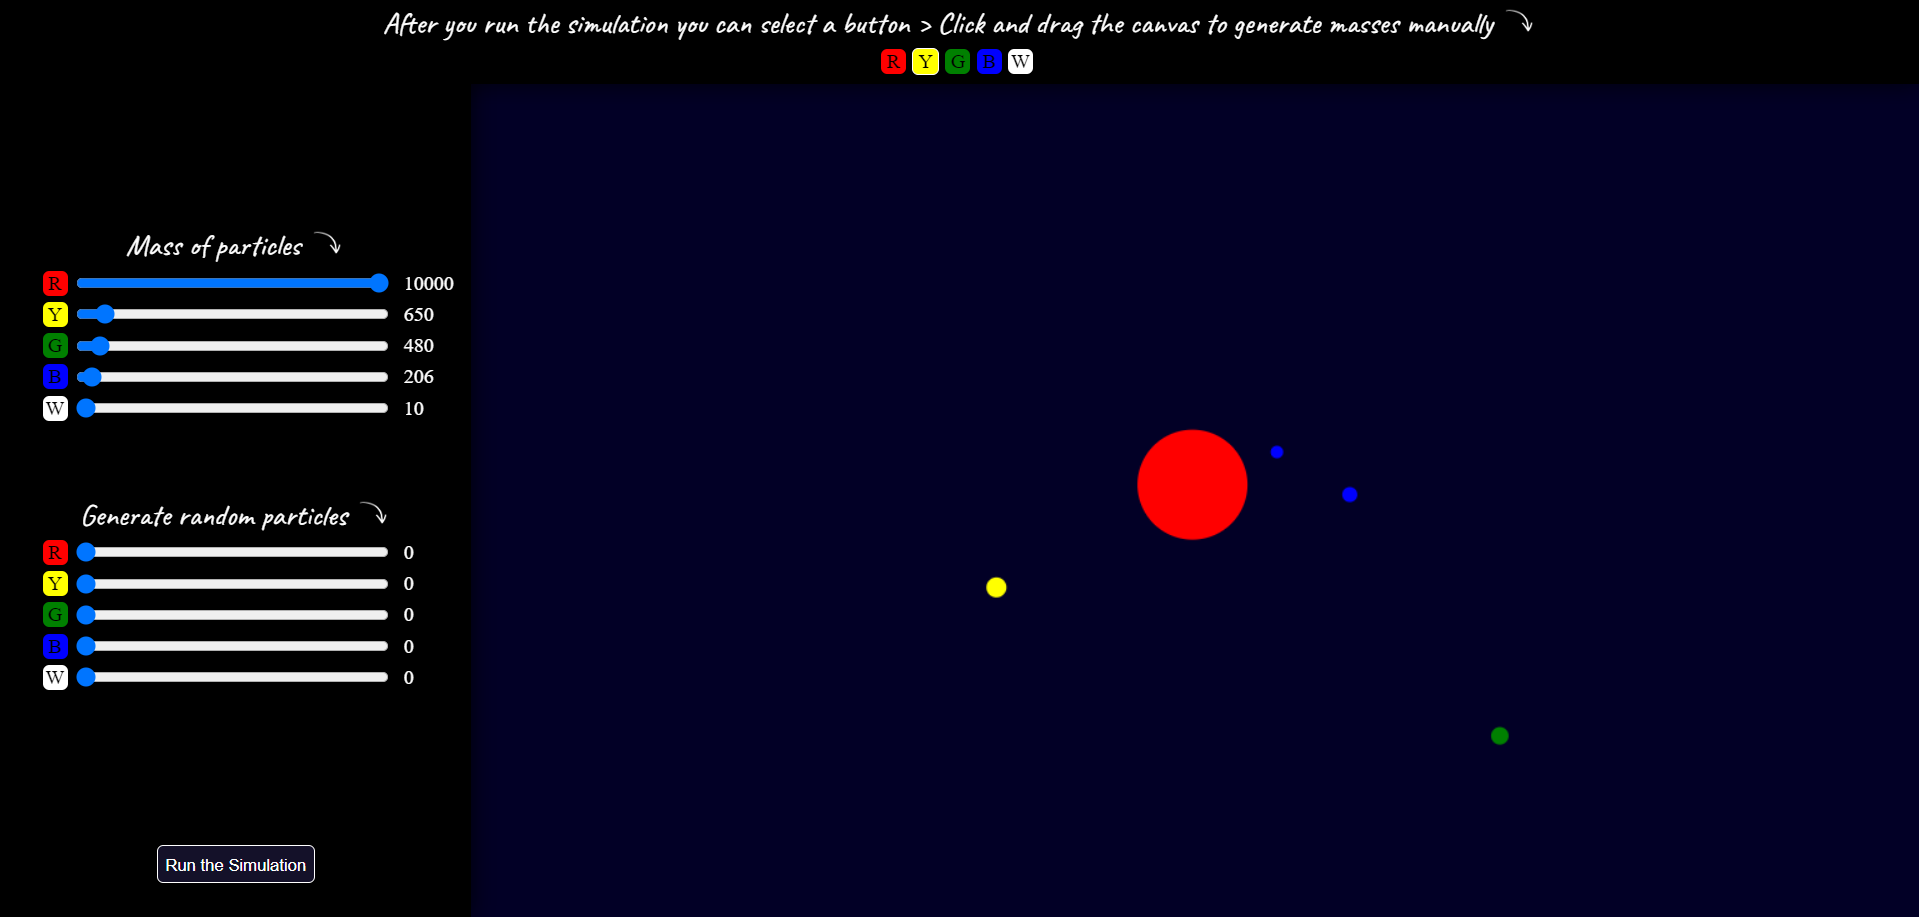 After you run the simulation you can select a button > Click and drag the canvas to generate masses manually
R Y G B W
Mass of particles
R 10000
Y 650
G 480
B 206
W 10
Generate random particles
R 0
Y 0
G 0
B 0
W 0
Run the Simulation